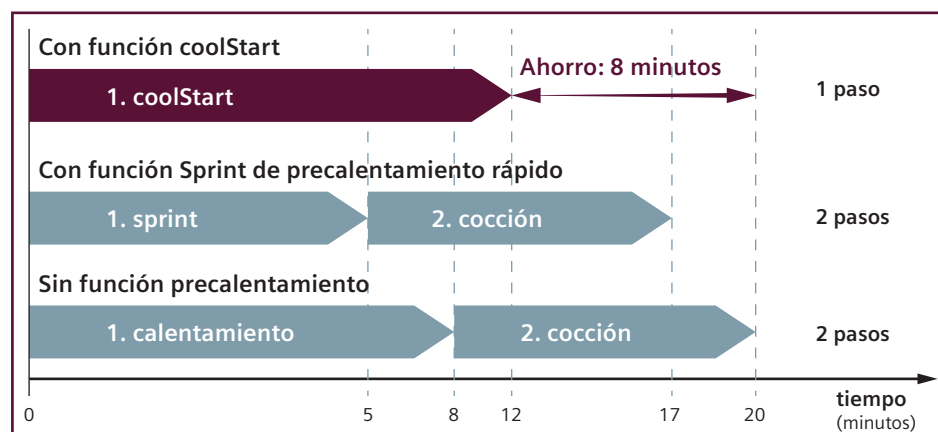 Con función coolStart
1. coolStart
Ahorro: 8 minutos
1 paso
Con función Sprint de precalentamiento rápido
1. sprint
2. cocción
2 pasos
Sin función precalentamiento
1. calentamiento
2. cocción
2 pasos
0
5
8
12
17
20
tiempo
(minutos)